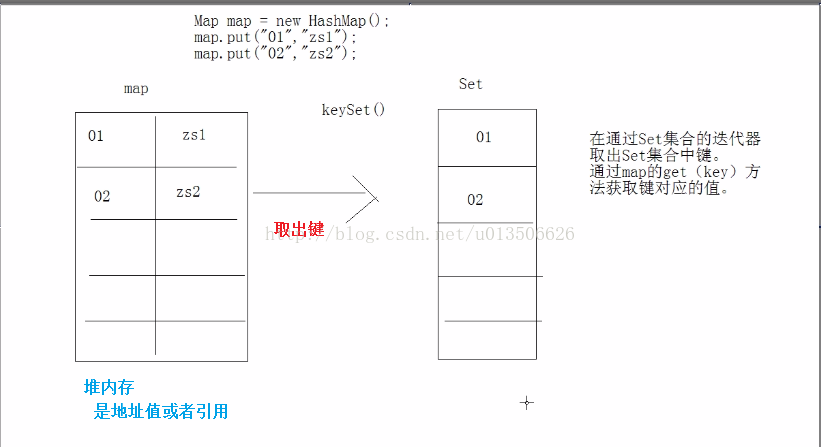 Map map = new HashMap();
map.put("01","zs1");
map.put("02","zs2");
map
keySet()
Set
01 zs1
02 zs2
取出键
01
02
在通过Set集合的迭代器
取出Set集合中键。
通过map的get（key）方
法获取键对应的值。
http://blog.csdn.net/u013506626
堆内存
是地址值或者引用